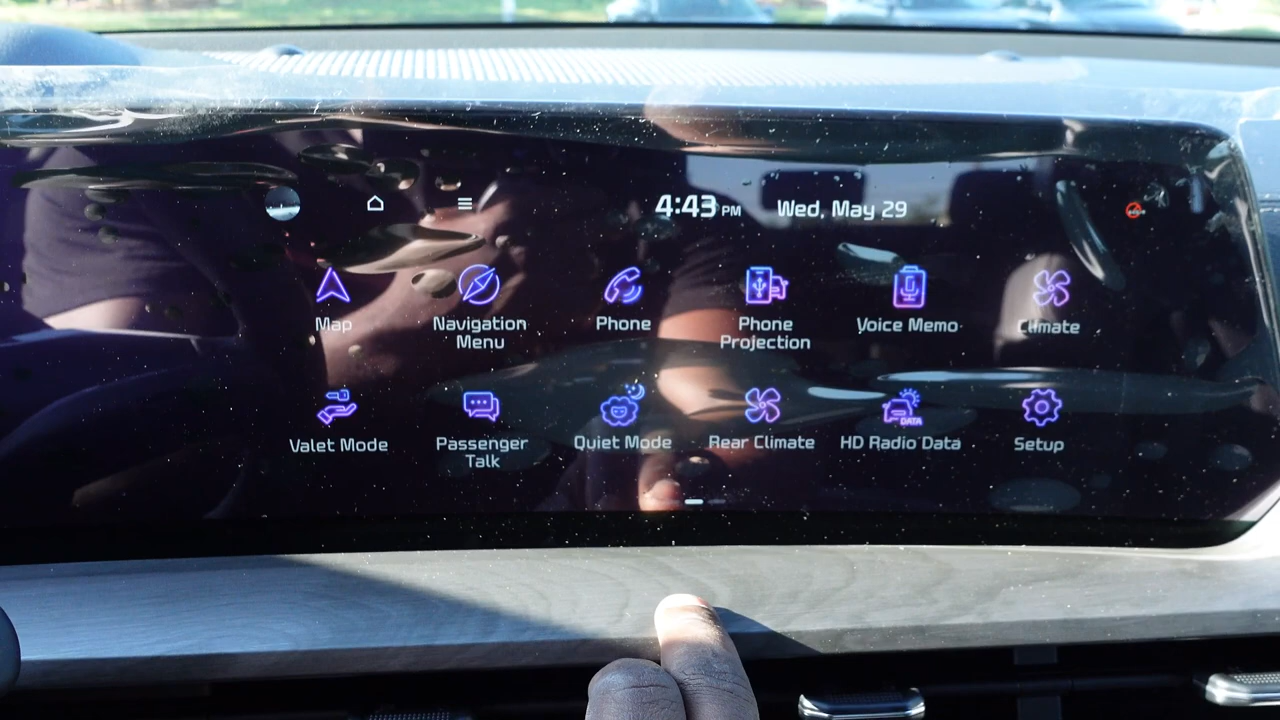 4:43 PM Wed, May 29
Map
Navigation
Menu
Phone
Phone
Projection
Voice Memo
Climate
Valet Mode
Passenger
Talk
Quiet Mode
Rear Climate
DATA
HD Radio Data
Setup